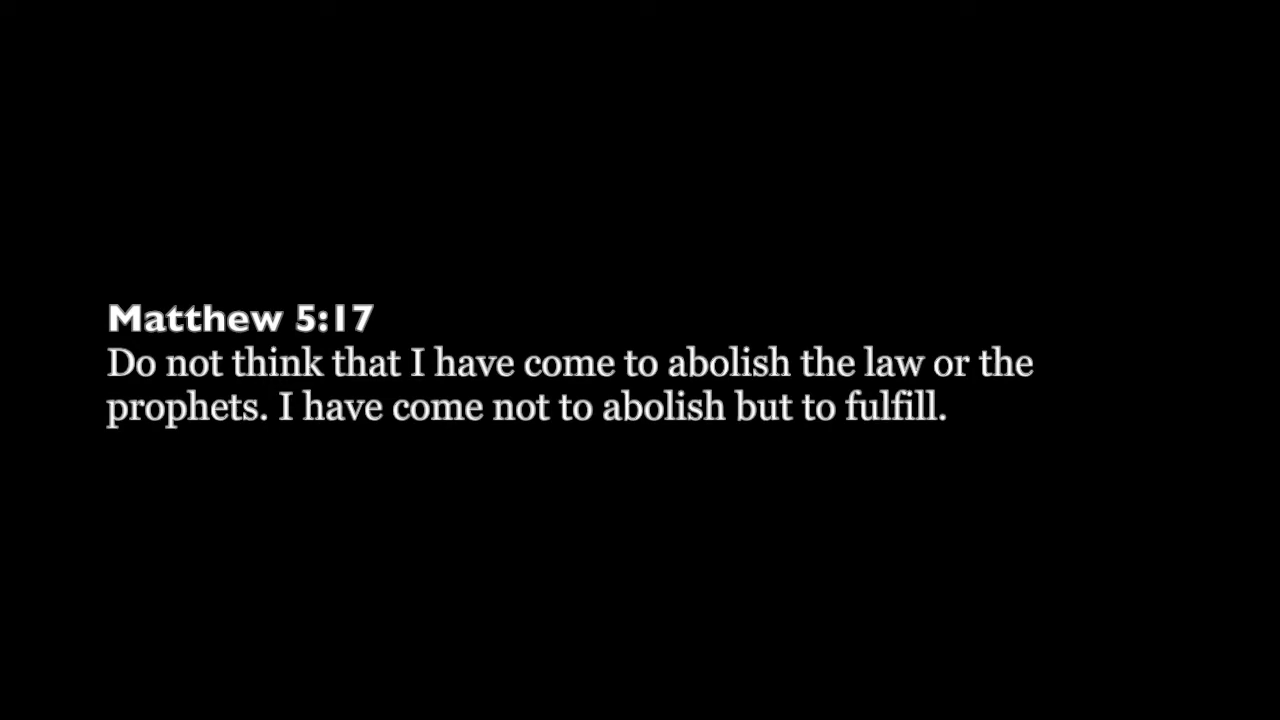 Matthew 5:17
Do not think that I have come to abolish the law or the
prophets. I have come not to abolish but to fulfill.